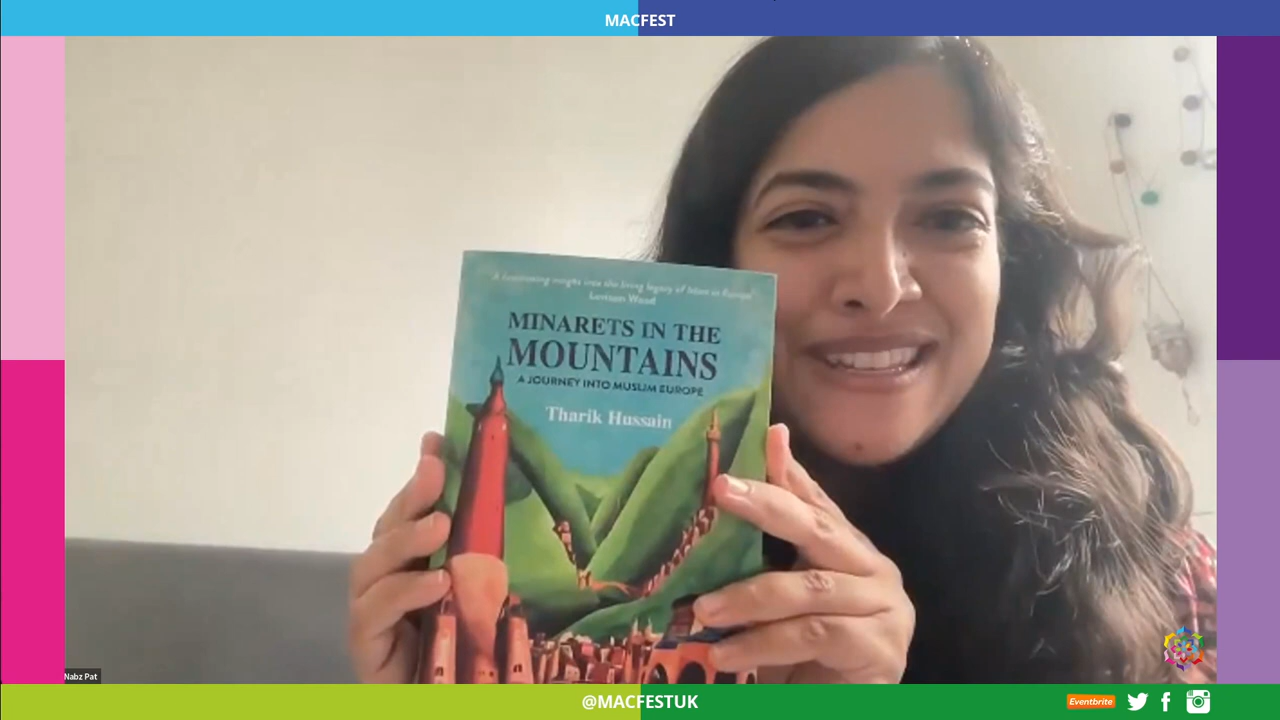 MACFEST
"A fascinating insight into the living legacy of Islam in Europe"
Levison Wood
MINARETS IN THE
MOUNTAINS
A JOURNEY INTO MUSLIM EUROPE
Tharik Hussain
Nabz Pat
@MACFESTUK
Eventbrite